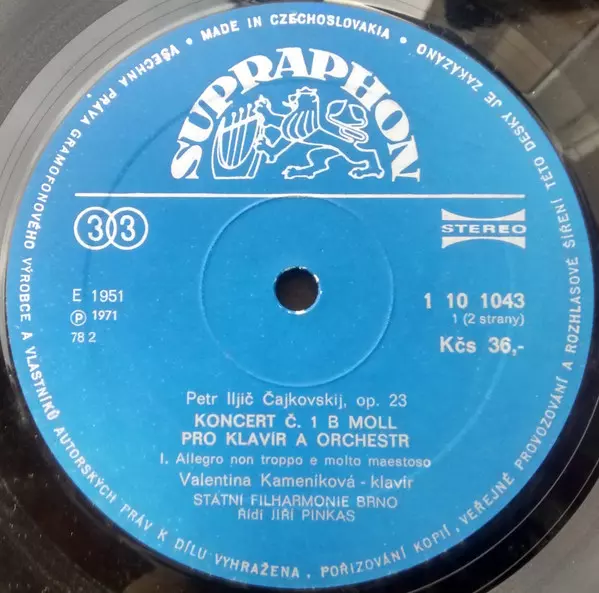 VŠECHNA PRÁVA GRAMOFONOVÉHO VÝROBCE A VLASTNÍKŮ AUTORSKÝCH PRÁV K DÍLU VYHRAŽENA. POŘIZOVÁNÍ KOPIÍ, VEŘEJNÉ PROVOZOVÁNÍ A ROZHLASOVÉ ŠÍŘENÍ TÉTO DESKY JE ZAKÁZÁNO • MADE IN CZECHOSLOVAKIA •
SUPRAPHON
33
STEREO
E 1951
Ⓟ 1971
78 2
1 10 1043
1 (2 strany)
Kčs 36,-
Petr Iljič Čajkovskij, op. 23
KONCERT Č. 1 B MOLL
PRO KLAVÍR A ORCHESTR
I. Allegro non troppo e molto maestoso
Valentina Kameníková - klavír
STÁTNÍ FILHARMONIE BRNO
Řídí JIŘÍ PINKAS